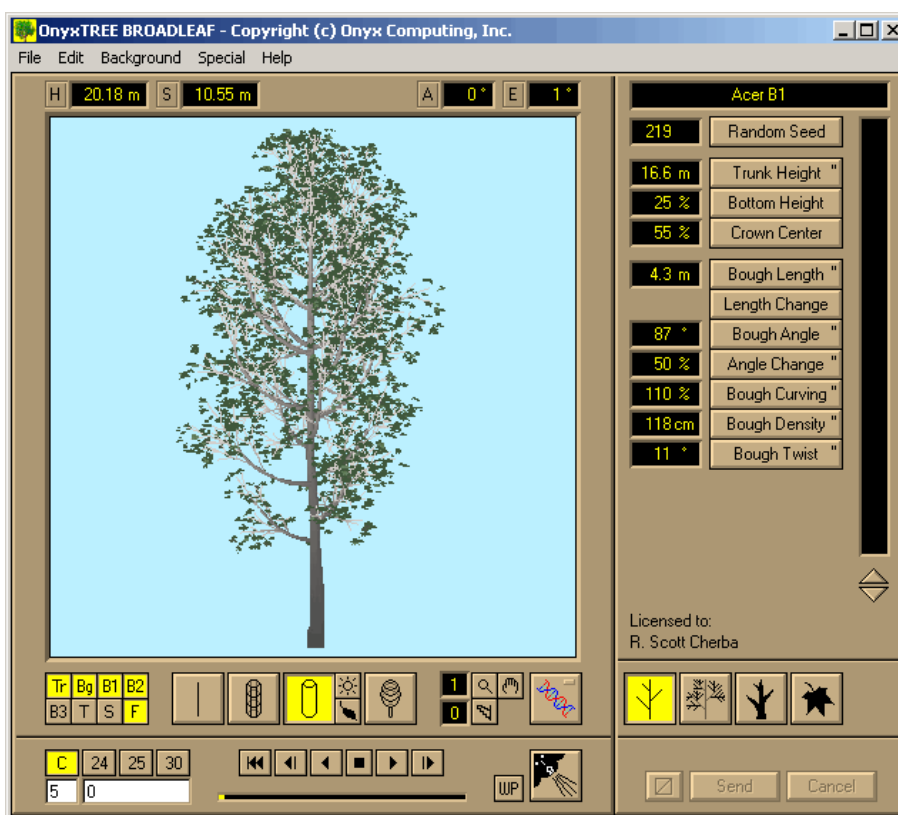 OnyxTREE BROADLEAF - Copyright (c) Onyx Computing, Inc.
File Edit Background Special Help
H 20.18 m S 10.55 m A 0 ° E 1 °
Acer B1
219 Random Seed
16.6 m Trunk Height "
25 % Bottom Height
55 % Crown Center
4.3 m Bough Length "
Length Change
87 ° Bough Angle "
50 % Angle Change "
110 % Bough Curving "
118 cm Bough Density "
11 ° Bough Twist "
Licensed to:
R. Scott Cherba
Tr Bg B1 B2
B3 T S F
1
0
C 24 25 30
5 0
WP
Send Cancel